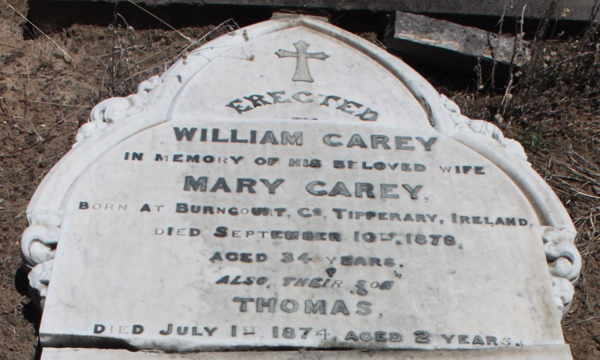 ERECTED
BY
WILLIAM CAREY
IN MEMORY OF HIS BELOVED WIFE
MARY CAREY,
BORN AT BURNCOURT, CO. TIPPERARY, IRELAND.
DIED SEPTEMBER 10TH, 1878,
AGED 34 YEARS.
ALSO, THEIR SON
THOMAS,
DIED JULY 1ST 1874, AGED 2 YEARS.